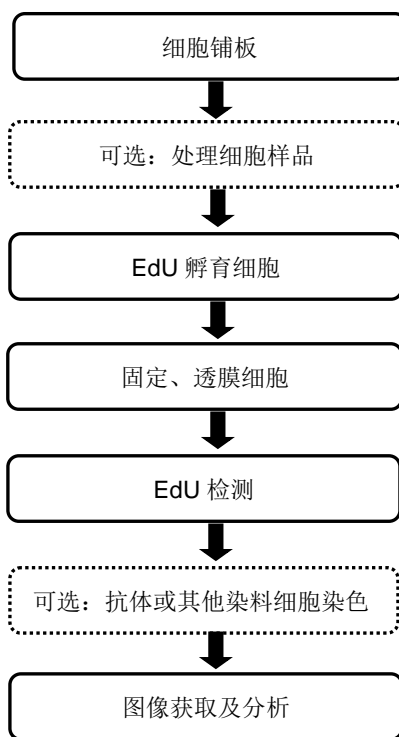 细胞铺板
可选：处理细胞样品
EdU 孵育细胞
固定、透膜细胞
EdU 检测
可选：抗体或其他染料细胞染色
图像获取及分析